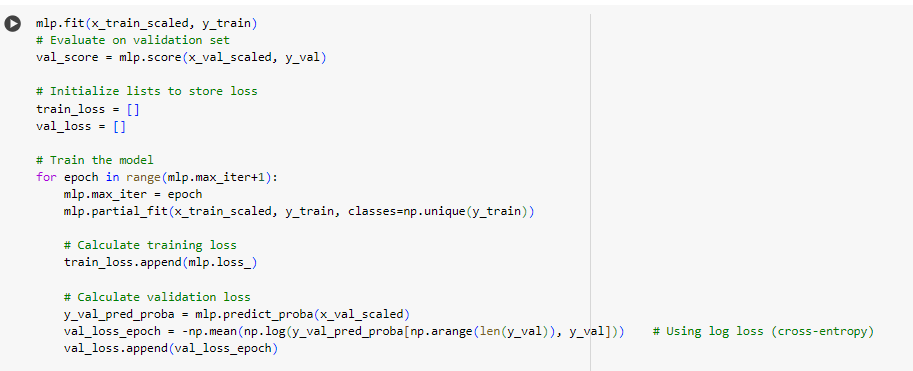 mlp.fit(x_train_scaled, y_train)
# Evaluate on validation set
val_score = mlp.score(x_val_scaled, y_val)
# Initialize lists to store loss
train_loss = []
val_loss = []
# Train the model
for epoch in range(mlp.max_iter+1):
    mlp.max_iter = epoch
    mlp.partial_fit(x_train_scaled, y_train, classes=np.unique(y_train))
    # Calculate training loss
    train_loss.append(mlp.loss_)
    # Calculate validation loss
    y_val_pred_proba = mlp.predict_proba(x_val_scaled)
    val_loss_epoch = -np.mean(np.log(y_val_pred_proba[np.arange(len(y_val)), y_val]))    # Using log loss (cross-entropy)
    val_loss.append(val_loss_epoch)